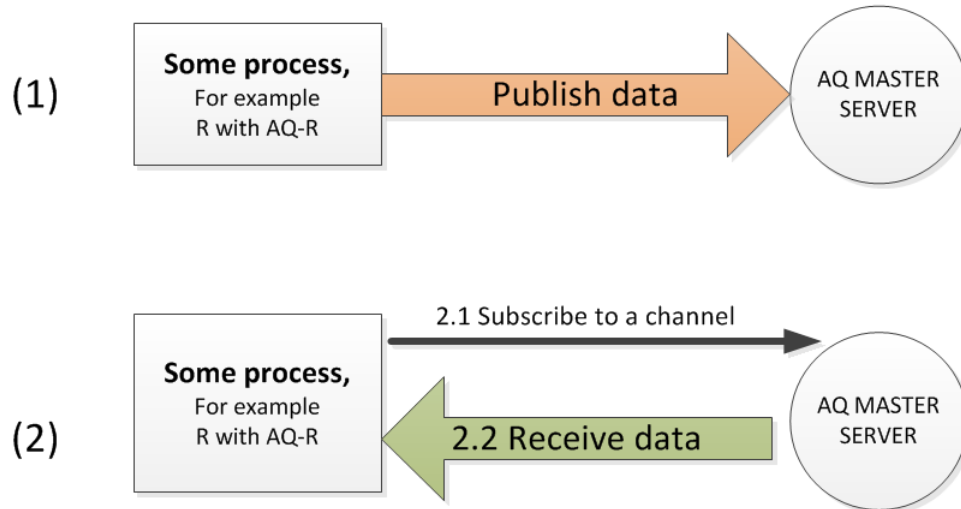 (1)
Some process,
For example
R with AQ-R
Publish data
AQ MASTER
SERVER
(2)
Some process,
For example
R with AQ-R
2.1 Subscribe to a channel
2.2 Receive data
AQ MASTER
SERVER